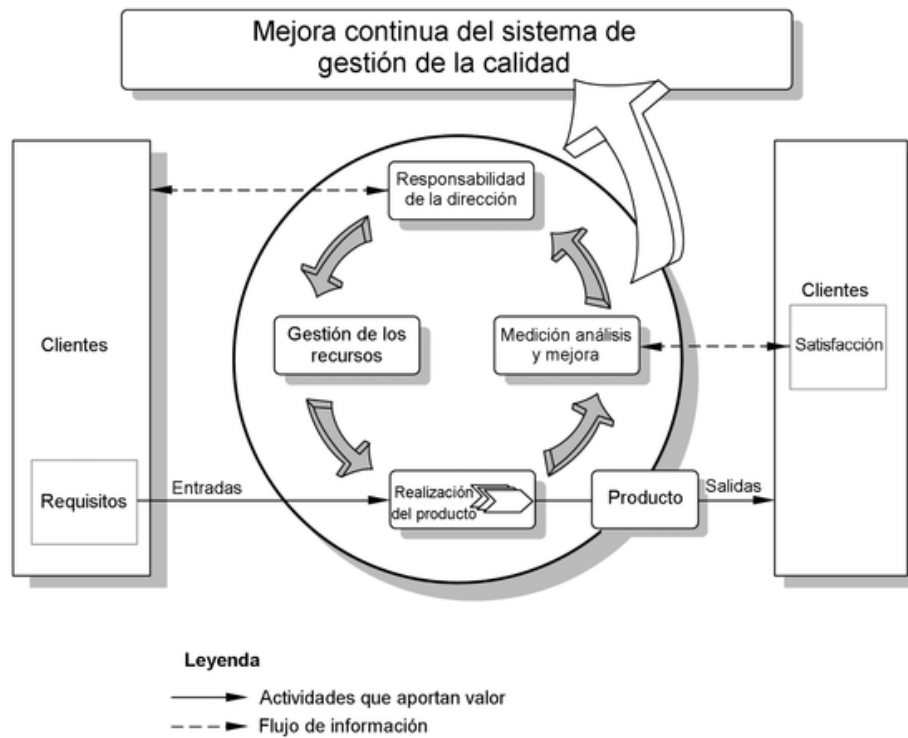 Mejora continua del sistema de
gestión de la calidad
Responsabilidad
de la dirección
Clientes
Gestión de los
recursos
Medición análisis
y mejora
Clientes
Satisfacción
Requisitos
Entradas
Realización
del producto
Producto
Salidas
Leyenda
Actividades que aportan valor
Flujo de información